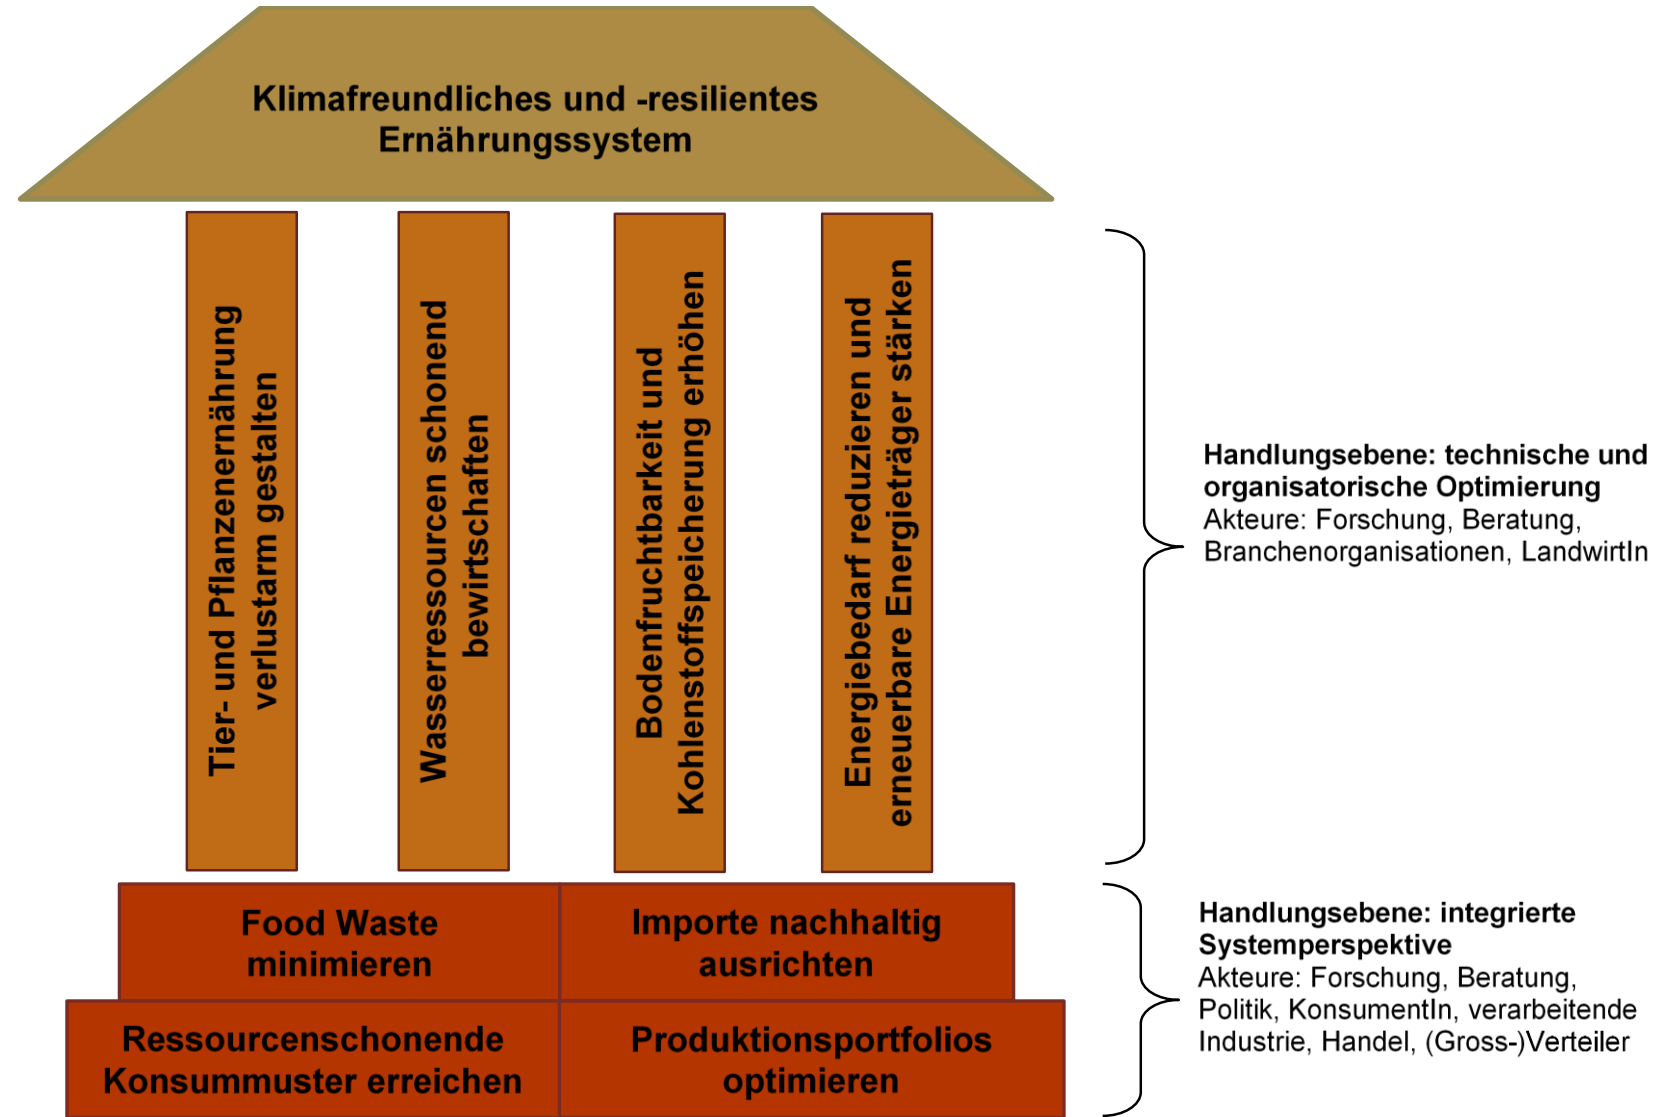 Klimafreundliches und -resilientes
Ernährungssystem
Tier- und Pflanzenernährung
verlustarm gestalten
Wasserressourcen schonend
bewirtschaften
Bodenfruchtbarkeit und
Kohlenstoffspeicherung erhöhen
Energiebedarf reduzieren und
erneuerbare Energieträger stärken
Handlungsebene: technische und
organisatorische Optimierung
Akteure: Forschung, Beratung,
Branchenorganisationen, LandwirtIn
Food Waste
minimieren
Importe nachhaltig
ausrichten
Ressourcenschonende
Konsummuster erreichen
Produktionsportfolios
optimieren
Handlungsebene: integrierte
Systemperspektive
Akteure: Forschung, Beratung,
Politik, KonsumentIn, verarbeitende
Industrie, Handel, (Gross-)Verteiler